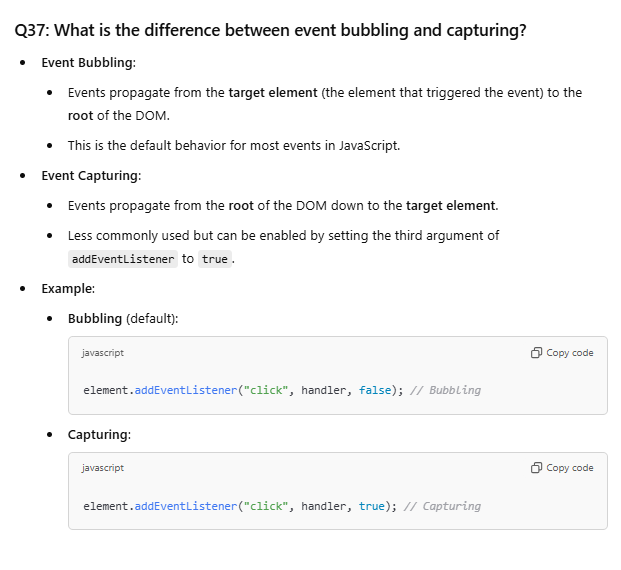 Q37: What is the difference between event bubbling and capturing?
• Event Bubbling:
• Events propagate from the target element (the element that triggered the event) to the
root of the DOM.
• This is the default behavior for most events in JavaScript.
• Event Capturing:
• Events propagate from the root of the DOM down to the target element.
• Less commonly used but can be enabled by setting the third argument of
addEventListener to true.
• Example:
• Bubbling (default):
javascript Copy code
element.addEventListener("click", handler, false); // Bubbling
• Capturing:
javascript Copy code
element.addEventListener("click", handler, true); // Capturing